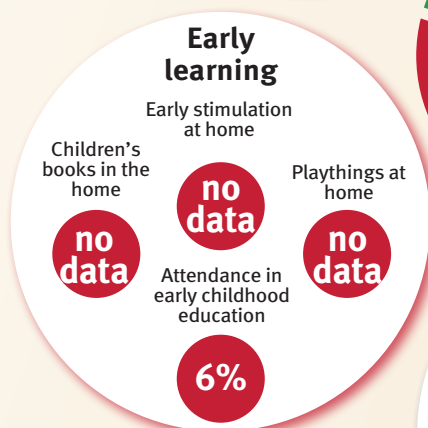 Early
learning
Early stimulation
at home
no
data
Children’s
books in the
home
no
data
Playthings at
home
no
data
Attendance in
early childhood
education
6%